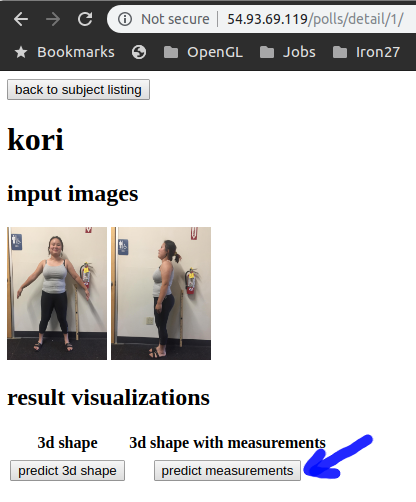 Not secure | 54.93.69.119/polls/detail/1/
Bookmarks OpenGL Jobs Iron27
back to subject listing
kori
input images
result visualizations
3d shape 3d shape with measurements
predict 3d shape predict measurements